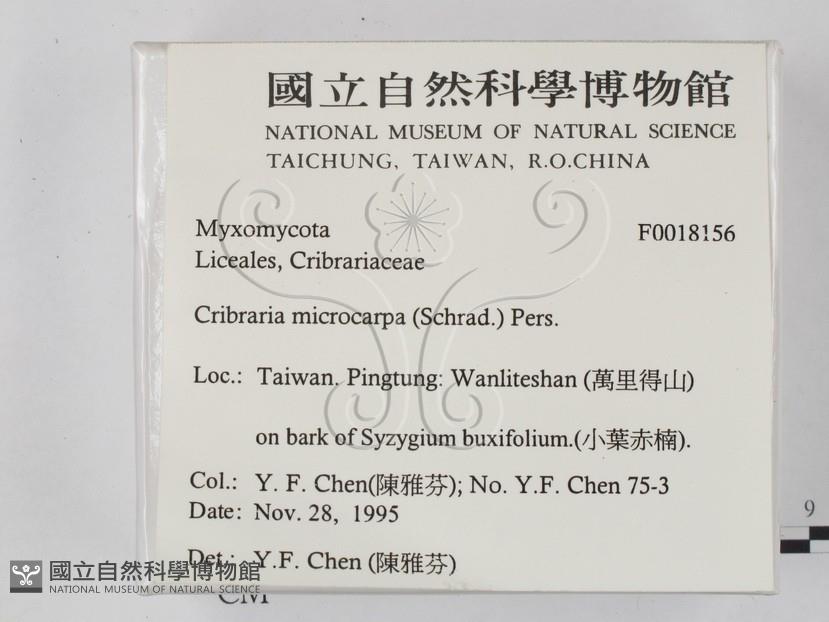 國立自然科學博物館
NATIONAL MUSEUM OF NATURAL SCIENCE
TAICHUNG, TAIWAN, R.O.CHINA
Myxomycota F0018156
Liceales, Cribrariaceae
Cribraria microcarpa (Schrad.) Pers.
Loc.: Taiwan. Pingtung: Wanliteshan (萬里得山)
on bark of Syzygium buxifolium.(小葉赤楠).
Col.: Y. F. Chen(陳雅芬); No. Y.F. Chen 75-3
Date: Nov. 28, 1995
Det.: Y.F. Chen (陳雅芬)
9
國立自然科學博物館
NATIONAL MUSEUM OF NATURAL SCIENCE
CM